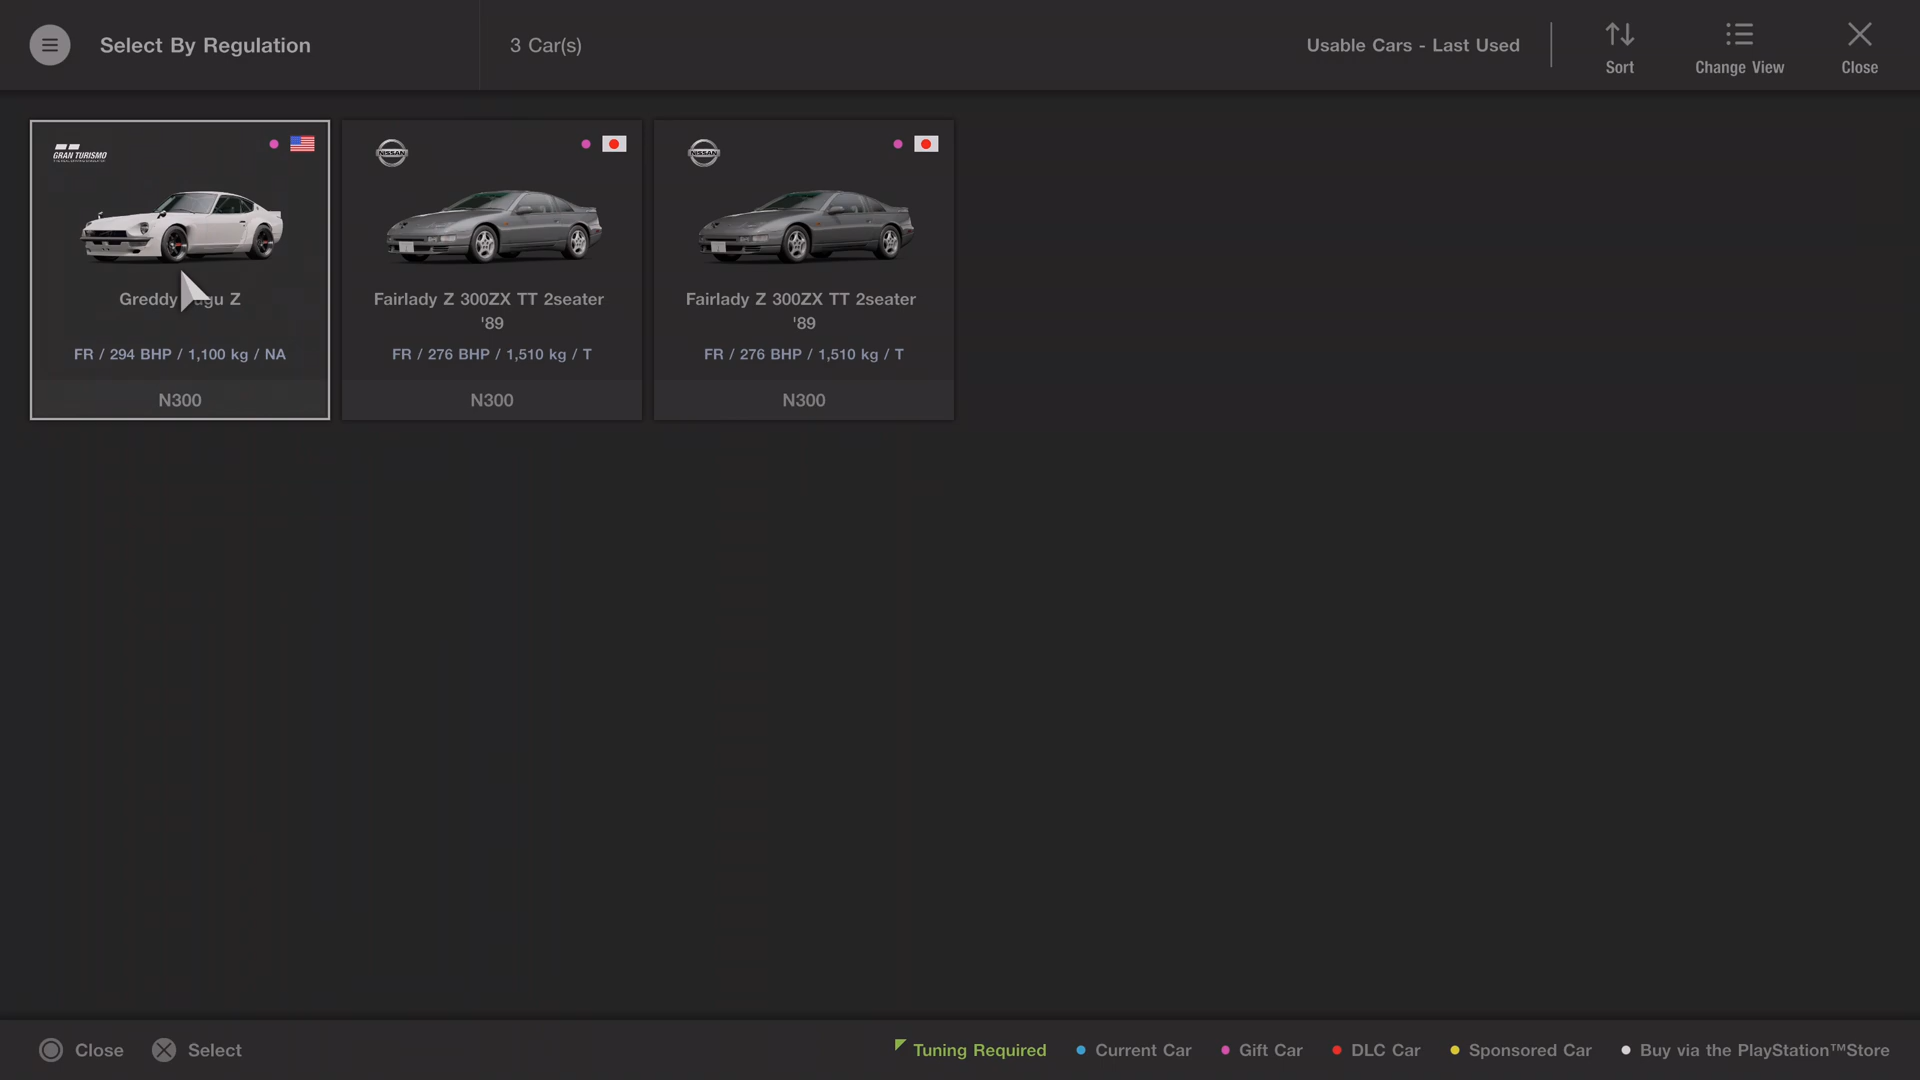 Select By Regulation
3 Car(s)
Usable Cars - Last Used
Sort
Change View
Close
GRAN TURISMO
Greddy
Z
FR / 294 BHP / 1,100 kg / NA
N300
NISSAN
Fairlady Z 300ZX TT 2seater
'89
FR / 276 BHP / 1,510 kg / T
N300
NISSAN
Fairlady Z 300ZX TT 2seater
'89
FR / 276 BHP / 1,510 kg / T
N300
Close
Select
Tuning Required
Current Car
Gift Car
DLC Car
Sponsored Car
Buy via the PlayStation™Store